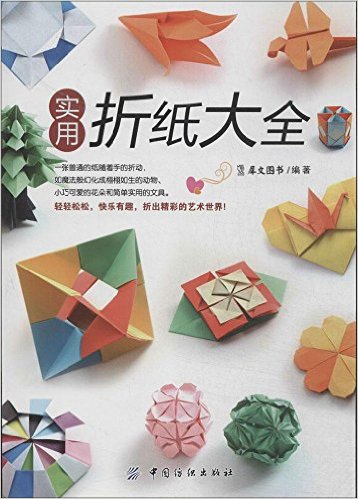 实用
折纸大全
一张普通的纸随着手的折动，
如魔法般幻化成栩栩如生的动物、
小巧可爱的花朵和简单实用的文具。
轻轻松松，快乐有趣，折出精彩的艺术世界！
犀文图书/编著
中国纺织出版社